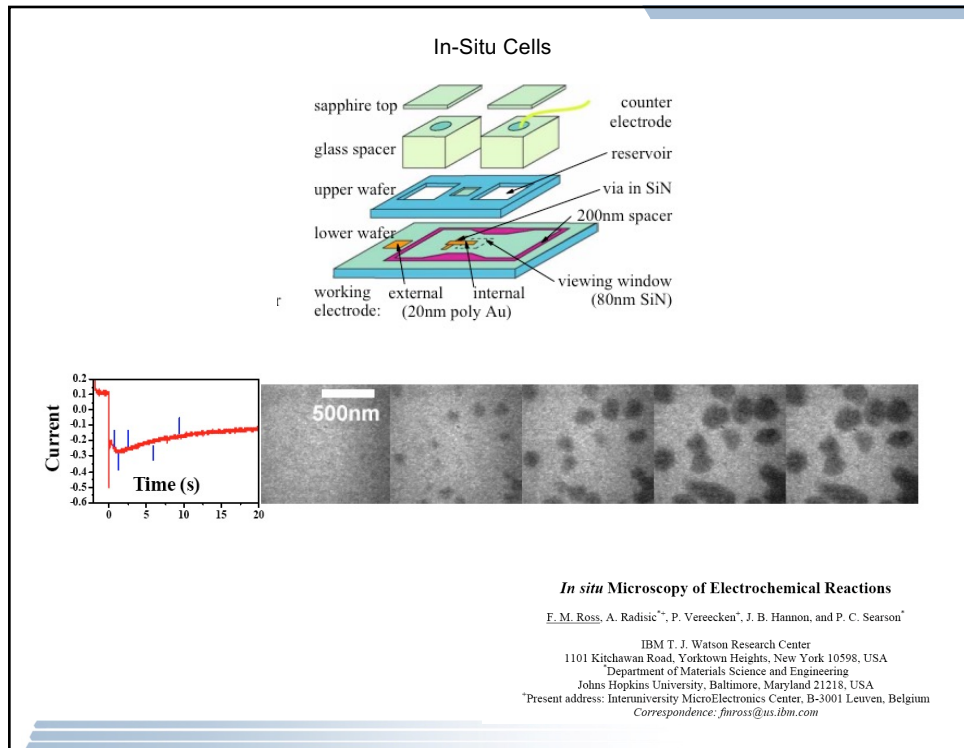 In-Situ Cells
sapphire top
counter
electrode
glass spacer
reservoir
upper wafer
via in SiN
200nm spacer
lower wafer
viewing window
(80nm SiN)
r
working external internal
electrode: (20nm poly Au)
0.2
0.1
0.0
-0.1
-0.2
-0.3
-0.4
-0.5
-0.6
Current
Time (s)
0 5 10 15 20
500nm
In situ Microscopy of Electrochemical Reactions
F. M. Ross, A. Radisic*+, P. Vereecken+, J. B. Hannon, and P. C. Searson*
IBM T. J. Watson Research Center
1101 Kitchawan Road, Yorktown Heights, New York 10598, USA
*Department of Materials Science and Engineering
Johns Hopkins University, Baltimore, Maryland 21218, USA
+Present address: Interuniversity MicroElectronics Center, B-3001 Leuven, Belgium
Correspondence: fmross@us.ibm.com